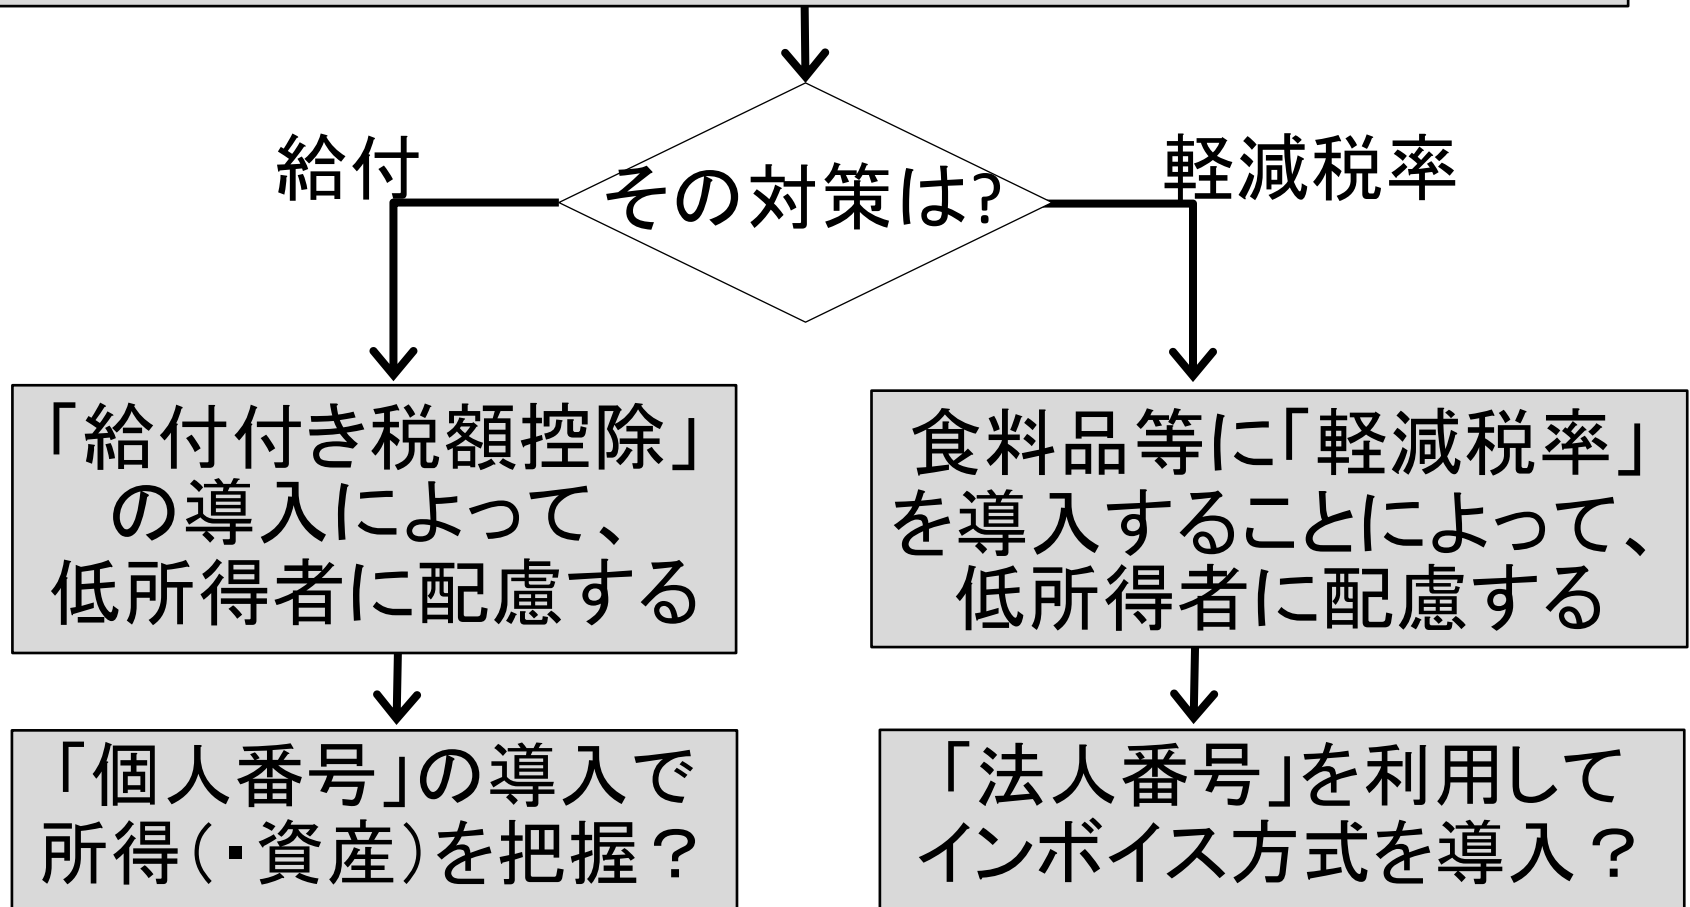 給付
その対策は?
軽減税率
「給付付き税額控除」
の導入によって、
低所得者に配慮する
食料品等に「軽減税率」
を導入することによって、
低所得者に配慮する
「個人番号」の導入で
所得(・資産)を把握？
「法人番号」を利用して
インボイス方式を導入？